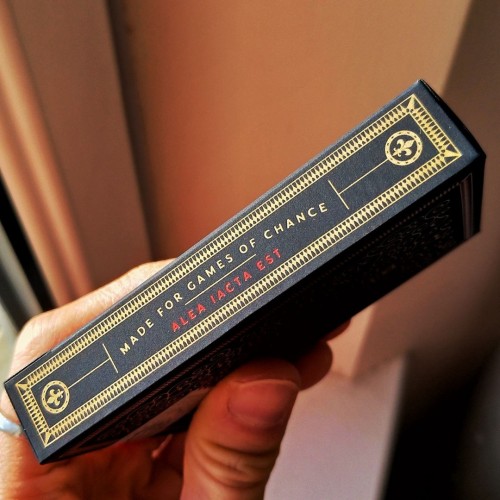 MADE FOR GAMES OF CHANCE
ALEA IACTA EST